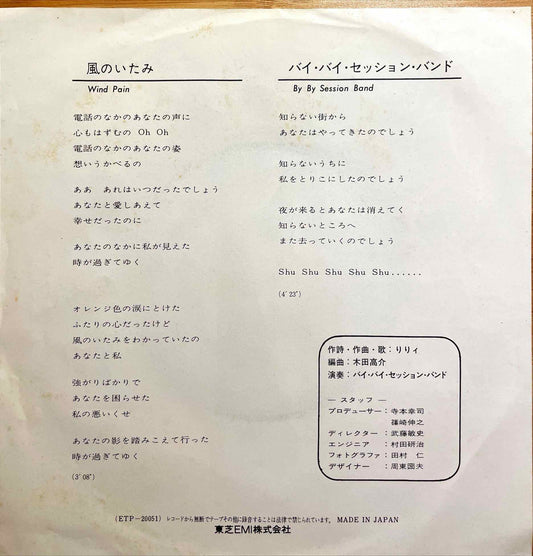 風のいたみ
Wind Pain
電話のなかのあなたの声に
心もはずむの Oh Oh
電話のなかのあなたの姿
想いうかべるの
ああ あれはいつだったでしょう
あなたと愛しあえて
幸せだったのに
あなたのなかに私が見えた
時が過ぎてゆく
オレンジ色の涙にとけた
ふたりの心だったけど
風のいたみをわかっていたの
あなたと私
強がりばかりで
あなたを困らせた
私の悪いくせ
あなたの影を踏みこえて行った
時が過ぎてゆく
(3'08")
バイ・バイ・セッション・バンド
By By Session Band
知らない街から
あなたはやってきたのでしょう
知らないうちに
私をとりこにしたのでしょう
夜が来るとあなたは消えてく
知らないところへ
また去っていくのでしょう
Shu Shu Shu Shu Shu......
(4'23")
作詩・作曲・歌：りりィ
編曲：木田高介
演奏：バイ・バイ・セッション・バンド
— スタッフ —
プロデューサー：寺本幸司
篠崎伸之
ディレクター：武藤敏史
エンジニア：村田研治
フォトグラファ：田村 仁
デザイナー：周東囶夫
(ETP-20051) レコードから無断でテープその他に録音することは法律で禁じられています。 MADE IN JAPAN
東芝EMI株式会社